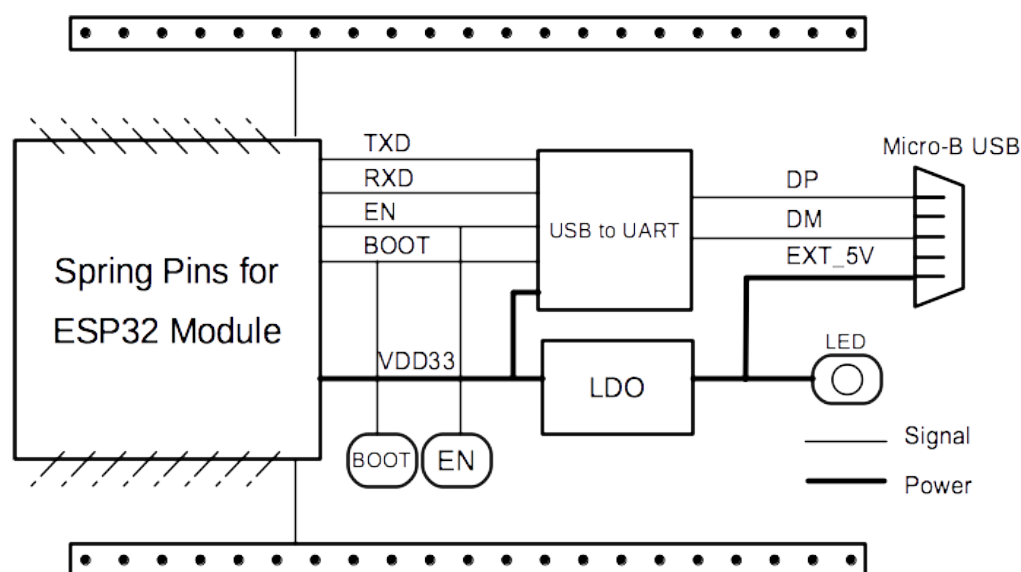 Micro-B USB
TXD
RXD
EN
BOOT
USB to UART
DP
DM
EXT_5V
Spring Pins for
ESP32 Module
VDD33
LDO
LED
BOOT
EN
Signal
Power